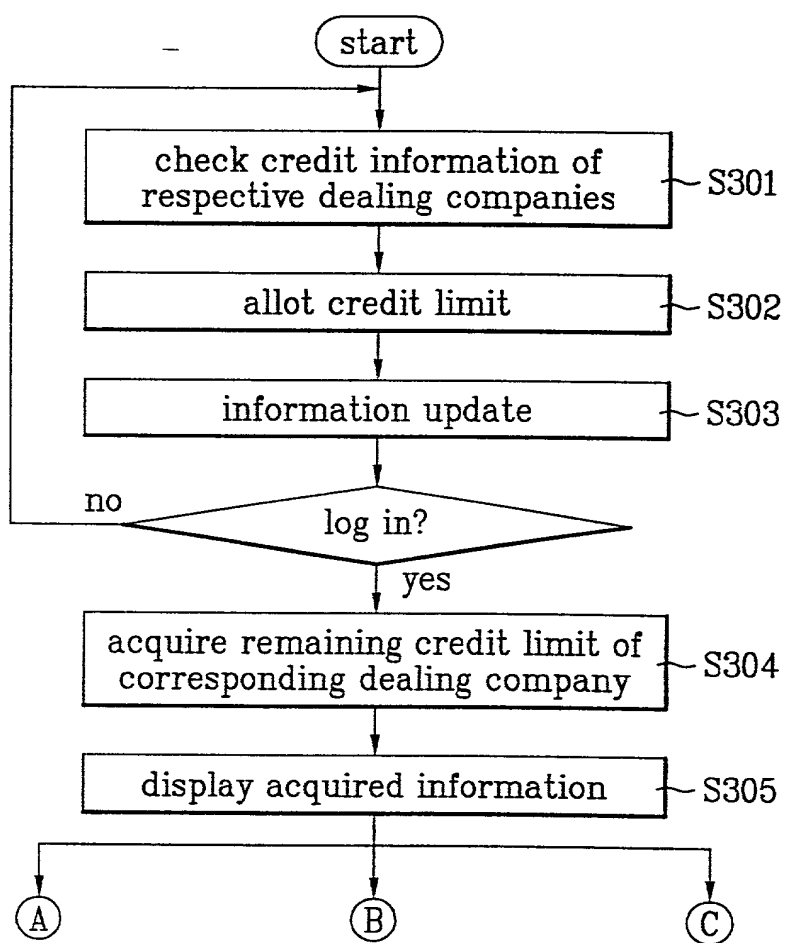 start
check credit information of
respective dealing companies
S301
allot credit limit
S302
information update
S303
no
log in?
yes
acquire remaining credit limit of
corresponding dealing company
S304
display acquired information
S305
A
B
C